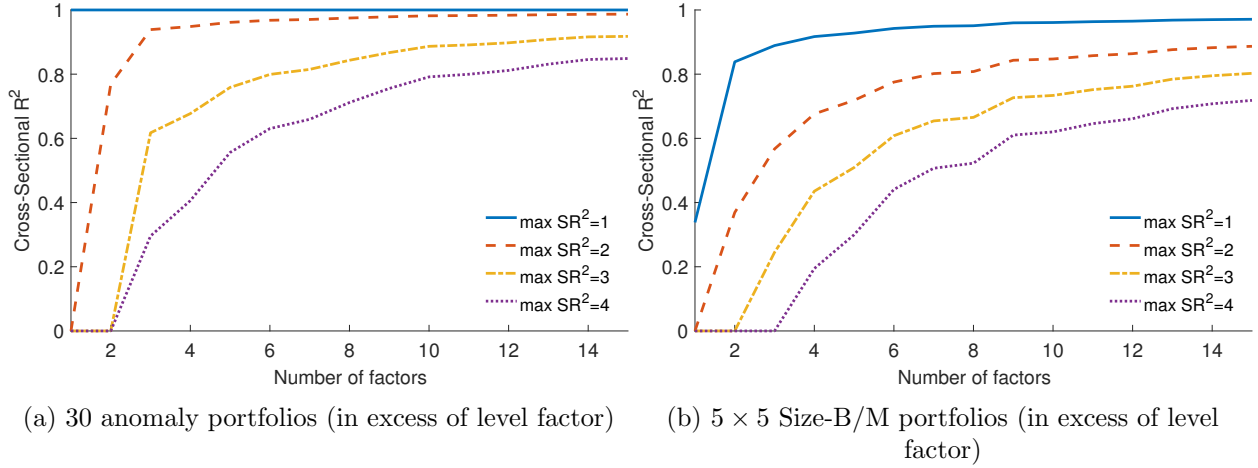 1
0.8
0.6
0.4
0.2
0
Cross-Sectional R²
2 4 6 8 10 12 14
Number of factors
max SR²=1
max SR²=2
max SR²=3
max SR²=4
(a) 30 anomaly portfolios (in excess of level factor)
1
0.8
0.6
0.4
0.2
0
Cross-Sectional R²
2 4 6 8 10 12 14
Number of factors
max SR²=1
max SR²=2
max SR²=3
max SR²=4
(b) 5 × 5 Size-B/M portfolios (in excess of level
factor)